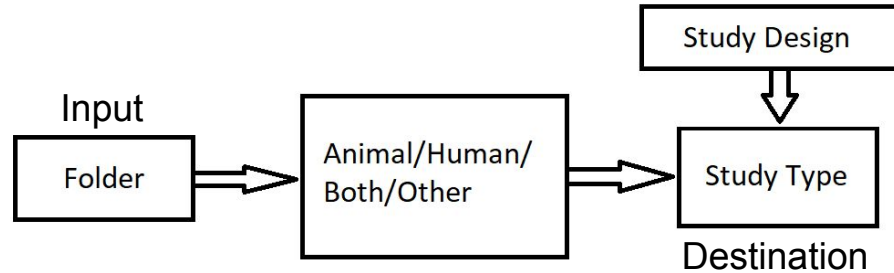 Study Design
Input
Folder
Animal/Human/
Both/Other
Study Type
Destination